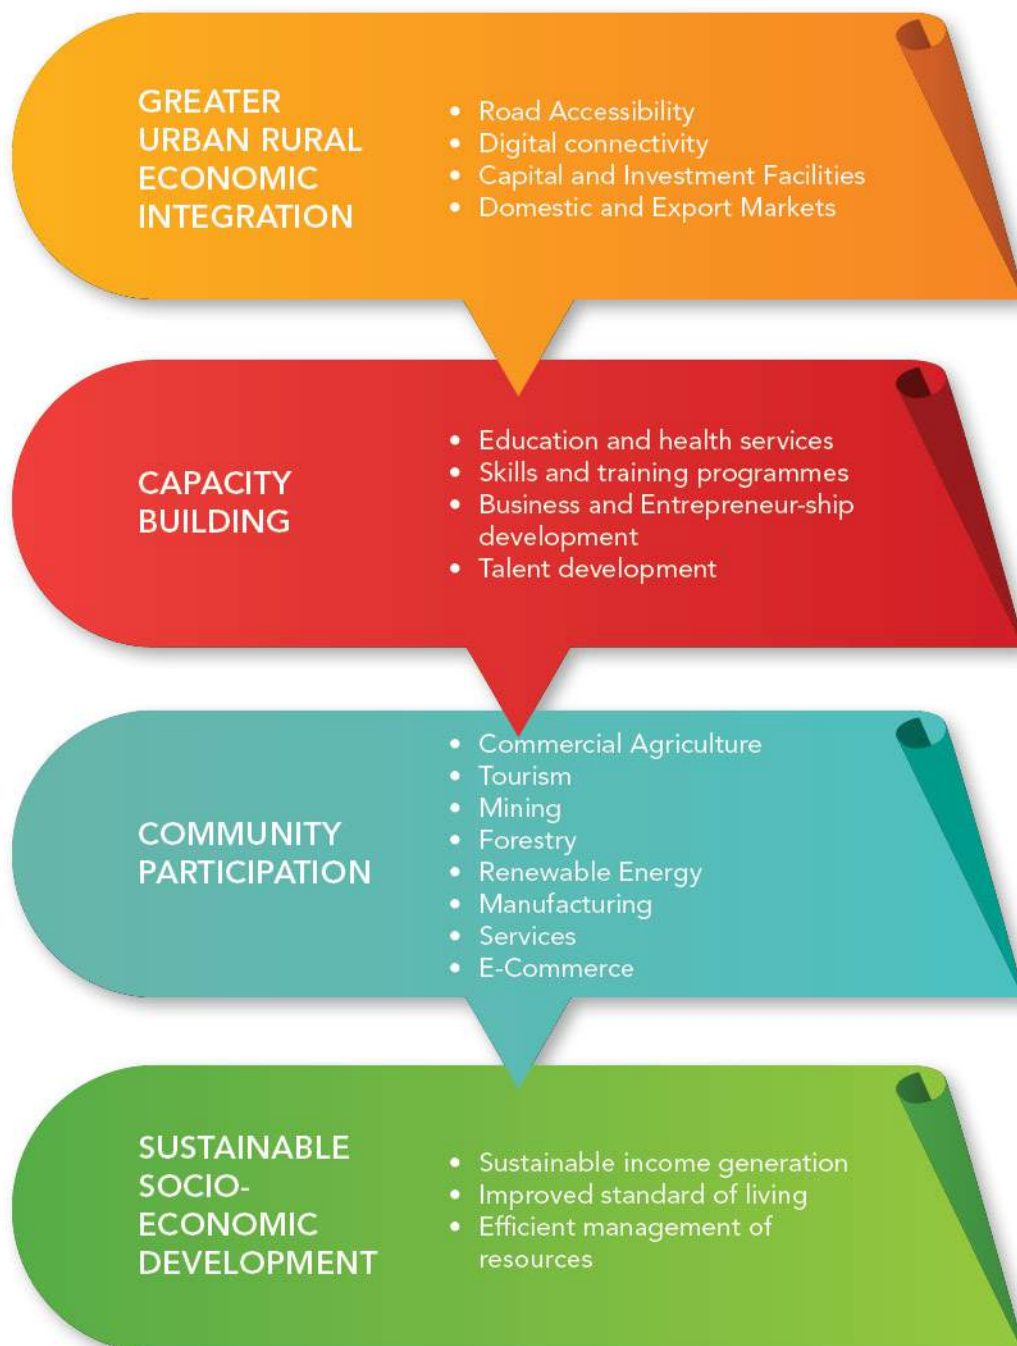 GREATER
URBAN RURAL
ECONOMIC
INTEGRATION
• Road Accessibility
• Digital connectivity
• Capital and Investment Facilities
• Domestic and Export Markets
CAPACITY
BUILDING
• Education and health services
• Skills and training programmes
• Business and Entrepreneur-ship
development
• Talent development
COMMUNITY
PARTICIPATION
• Commercial Agriculture
• Tourism
• Mining
• Forestry
• Renewable Energy
• Manufacturing
• Services
• E-Commerce
SUSTAINABLE
SOCIO-
ECONOMIC
DEVELOPMENT
• Sustainable income generation
• Improved standard of living
• Efficient management of
resources